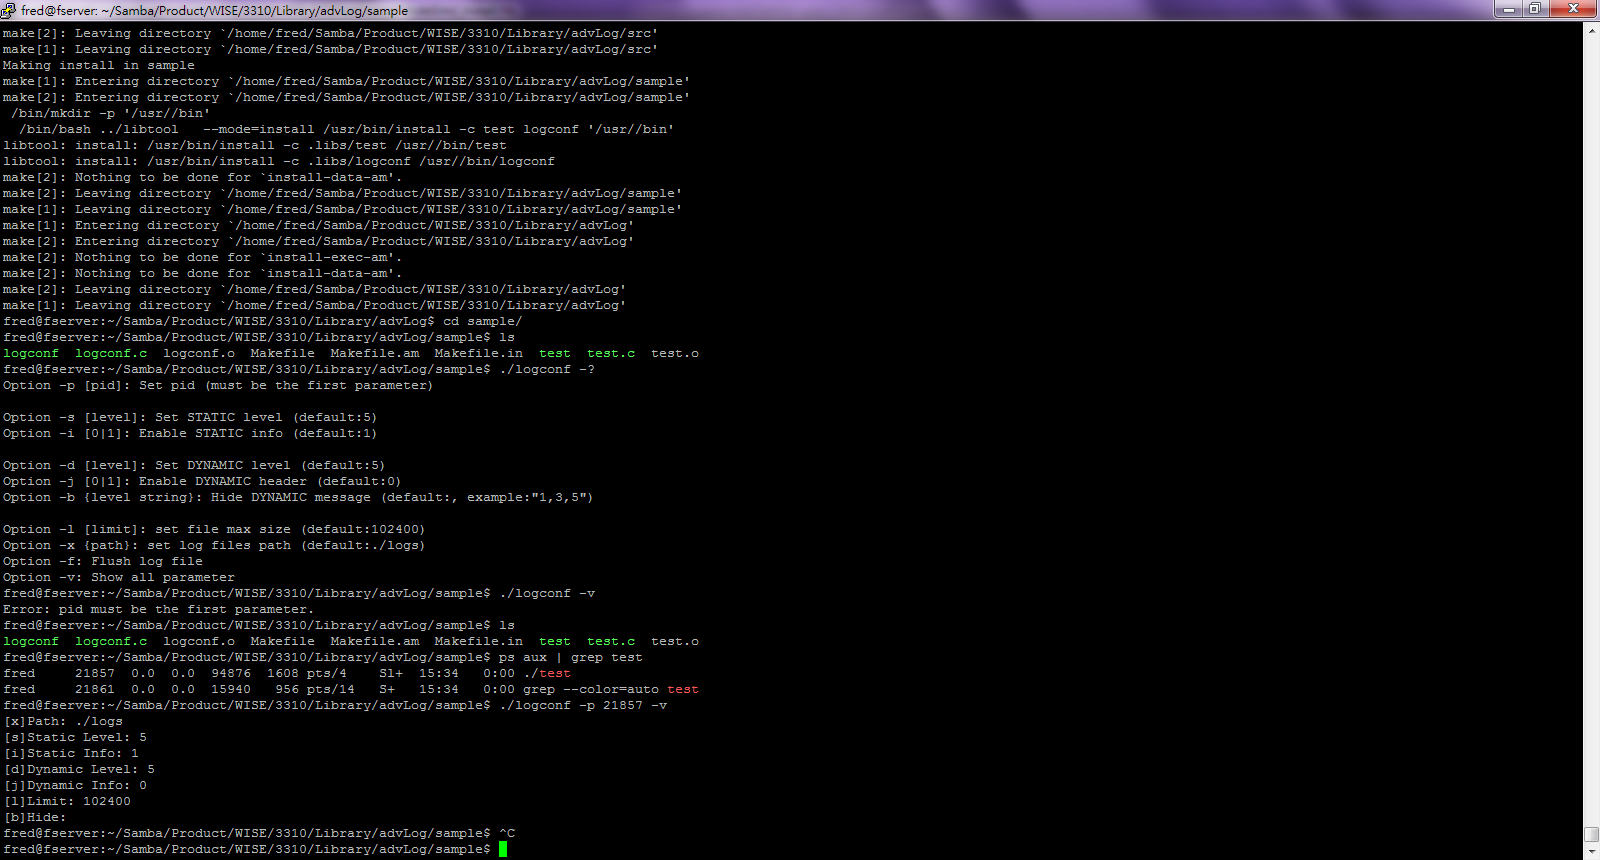 fred@fserver: ~/Samba/Product/WISE/3310/Library/advLog/sample
make[2]: Leaving directory `/home/fred/Samba/Product/WISE/3310/Library/advLog/src'
make[1]: Leaving directory `/home/fred/Samba/Product/WISE/3310/Library/advLog/src'
Making install in sample
make[1]: Entering directory `/home/fred/Samba/Product/WISE/3310/Library/advLog/sample'
make[2]: Entering directory `/home/fred/Samba/Product/WISE/3310/Library/advLog/sample'
 /bin/mkdir -p '/usr//bin'
  /bin/bash ../libtool   --mode=install /usr/bin/install -c test logconf '/usr//bin'
libtool: install: /usr/bin/install -c .libs/test /usr//bin/test
libtool: install: /usr/bin/install -c .libs/logconf /usr//bin/logconf
make[2]: Nothing to be done for `install-data-am'.
make[2]: Leaving directory `/home/fred/Samba/Product/WISE/3310/Library/advLog/sample'
make[1]: Leaving directory `/home/fred/Samba/Product/WISE/3310/Library/advLog/sample'
make[1]: Entering directory `/home/fred/Samba/Product/WISE/3310/Library/advLog'
make[2]: Entering directory `/home/fred/Samba/Product/WISE/3310/Library/advLog'
make[2]: Nothing to be done for `install-exec-am'.
make[2]: Nothing to be done for `install-data-am'.
make[2]: Leaving directory `/home/fred/Samba/Product/WISE/3310/Library/advLog'
make[1]: Leaving directory `/home/fred/Samba/Product/WISE/3310/Library/advLog'
fred@fserver:~/Samba/Product/WISE/3310/Library/advLog$ cd sample/
fred@fserver:~/Samba/Product/WISE/3310/Library/advLog/sample$ ls
logconf  logconf.c  logconf.o  Makefile  Makefile.am  Makefile.in  test  test.c  test.o
fred@fserver:~/Samba/Product/WISE/3310/Library/advLog/sample$ ./logconf -?
Option -p [pid]: Set pid (must be the first parameter)
Option -s [level]: Set STATIC level (default:5)
Option -i [0|1]: Enable STATIC info (default:1)
Option -d [level]: Set DYNAMIC level (default:5)
Option -j [0|1]: Enable DYNAMIC header (default:0)
Option -b {level string}: Hide DYNAMIC message (default:, example:"1,3,5")
Option -l [limit]: set file max size (default:102400)
Option -x {path}: set log files path (default:./logs)
Option -f: Flush log file
Option -v: Show all parameter
fred@fserver:~/Samba/Product/WISE/3310/Library/advLog/sample$ ./logconf -v
Error: pid must be the first parameter.
fred@fserver:~/Samba/Product/WISE/3310/Library/advLog/sample$ ls
logconf  logconf.c  logconf.o  Makefile  Makefile.am  Makefile.in  test  test.c  test.o
fred@fserver:~/Samba/Product/WISE/3310/Library/advLog/sample$ ps aux | grep test
fred     21857  0.0  0.0  94876  1608 pts/4    Sl+  15:34   0:00 ./test
fred     21861  0.0  0.0  15940   956 pts/14   S+   15:34   0:00 grep --color=auto test
fred@fserver:~/Samba/Product/WISE/3310/Library/advLog/sample$ ./logconf -p 21857 -v
[x]Path: ./logs
[s]Static Level: 5
[i]Static Info: 1
[d]Dynamic Level: 5
[j]Dynamic Info: 0
[l]Limit: 102400
[b]Hide:
fred@fserver:~/Samba/Product/WISE/3310/Library/advLog/sample$ ^C
fred@fserver:~/Samba/Product/WISE/3310/Library/advLog/sample$